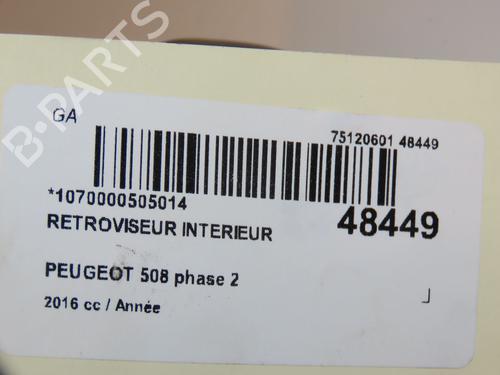 B-PARTS
GA
75120601 48449
*1070000505014
48449
RETROVISEUR INTERIEUR
PEUGEOT 508 phase 2
2016 cc / Année